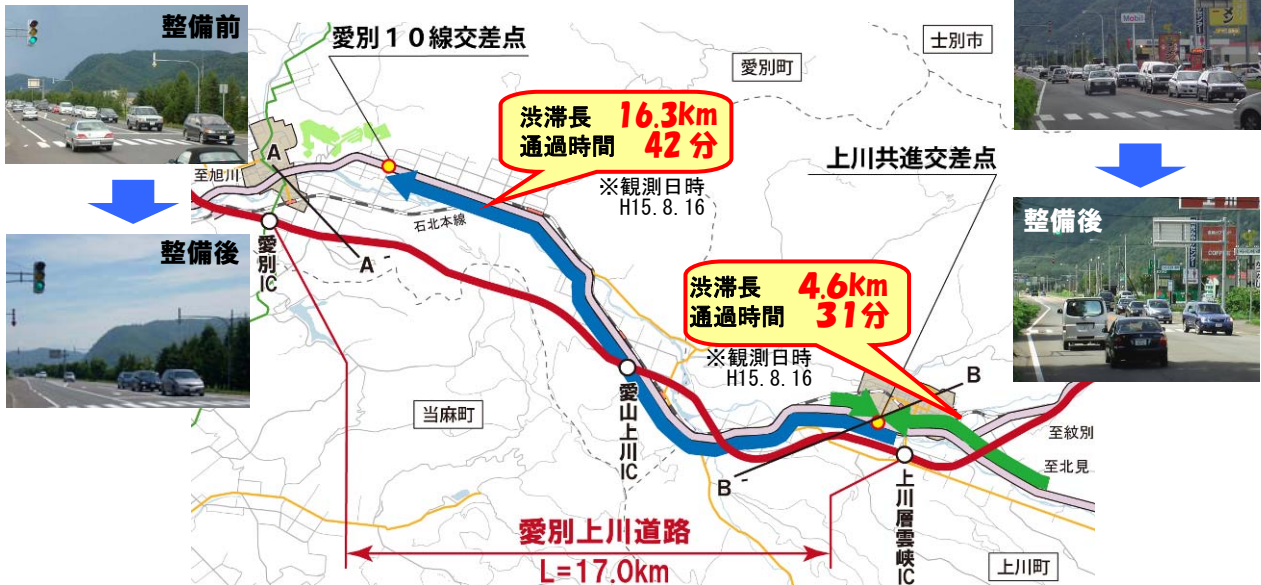 整備前
愛別１０線交差点
士別市
愛別町
Mobil
渋滞長 16.3km
通過時間 42分
※観測日時
H15.8.16
上川共進交差点
A
至旭川
石北本線
整備後
愛別IC
A'
整備後
渋滞長 4.6km
通過時間 31分
※観測日時
H15.8.16
B
当麻町
愛山上川IC
至紋別
至北見
B'
上川層雲峡IC
愛別上川道路
L=17.0km
上川町